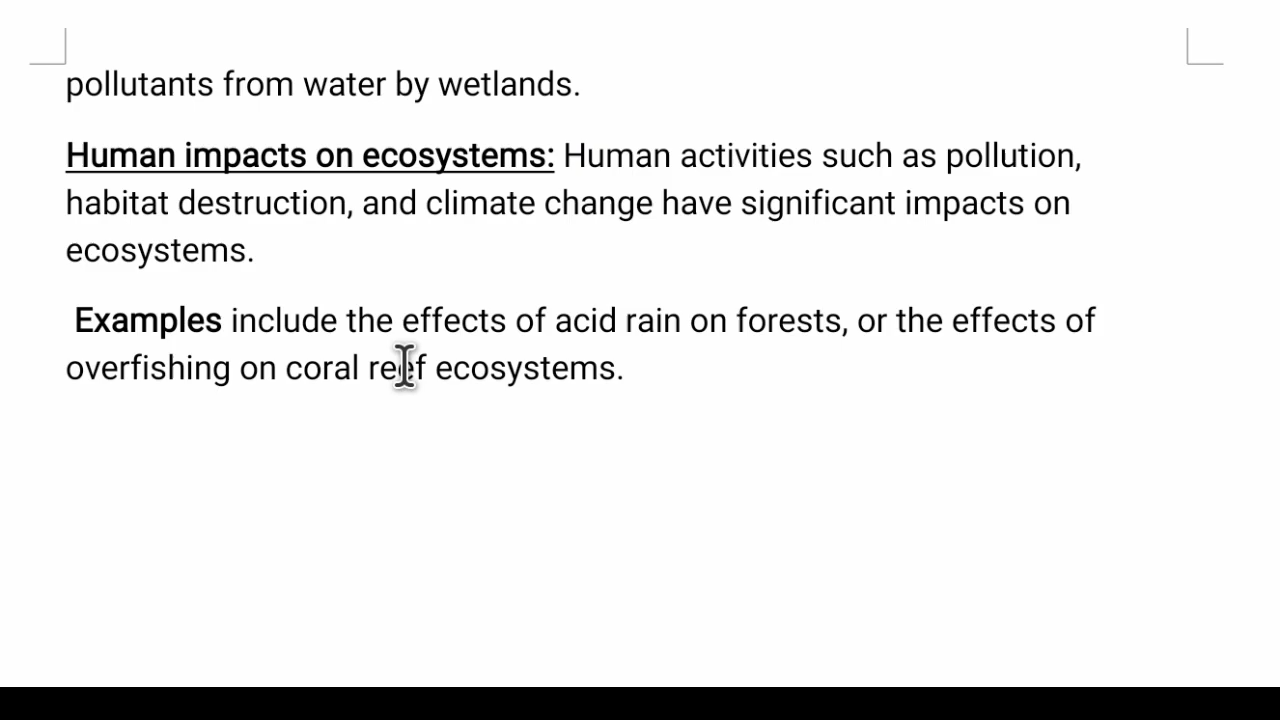 pollutants from water by wetlands.
Human impacts on ecosystems: Human activities such as pollution,
habitat destruction, and climate change have significant impacts on
ecosystems.
Examples include the effects of acid rain on forests, or the effects of
overfishing on coral reef ecosystems.